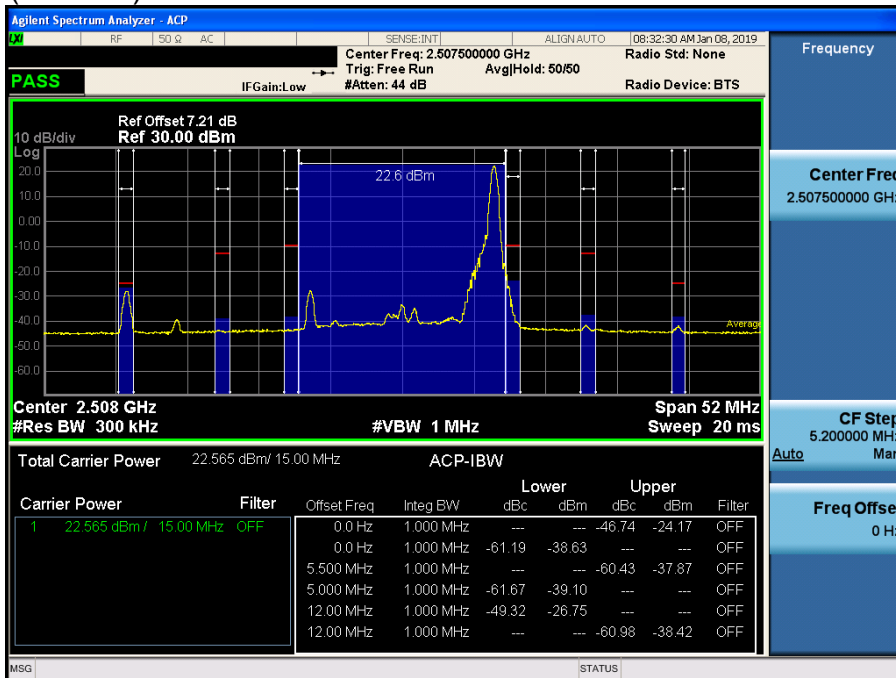 Agilent Spectrum Analyzer - ACP
LXI RF 50 Ω AC SENSE:INT ALIGN AUTO 08:32:30 AM Jan 08, 2019
Center Freq: 2.507500000 GHz Radio Std: None
Trig: Free Run Avg|Hold: 50/50
PASS IFGain:Low #Atten: 44 dB Radio Device: BTS
Frequency
Ref Offset 7.21 dB
10 dB/div Ref 30.00 dBm
Log
20.0
22.6 dBm
10.0
0.00
-10.0
-20.0
-30.0
-40.0
Average
-50.0
-60.0
Center Freq
2.507500000 GHz
Center 2.508 GHz Span 52 MHz
#Res BW 300 kHz #VBW 1 MHz Sweep 20 ms
CF Step
5.200000 MHz
Auto Man
Total Carrier Power 22.565 dBm/ 15.00 MHz ACP-IBW
Lower Upper
Carrier Power Filter Offset Freq Integ BW dBc dBm dBc dBm Filter
1 22.565 dBm / 15.00 MHz OFF 0.0 Hz 1.000 MHz --- --- -46.74 -24.17 OFF
0.0 Hz 1.000 MHz -61.19 -38.63 --- --- OFF
5.500 MHz 1.000 MHz --- --- -60.43 -37.87 OFF
5.000 MHz 1.000 MHz -61.67 -39.10 --- --- OFF
12.00 MHz 1.000 MHz -49.32 -26.75 --- --- OFF
12.00 MHz 1.000 MHz --- --- -60.98 -38.42 OFF
Freq Offset
0 Hz
MSG STATUS